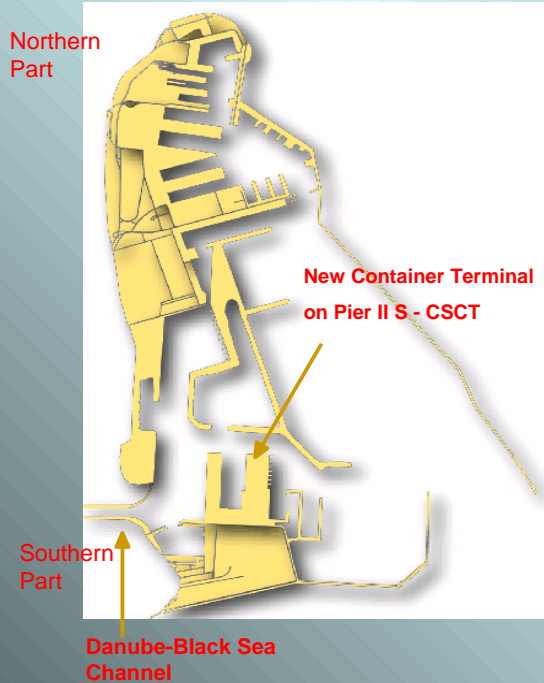 Northern
Part
New Container Terminal
on Pier II S - CSCT
Southern
Part
Danube-Black Sea
Channel